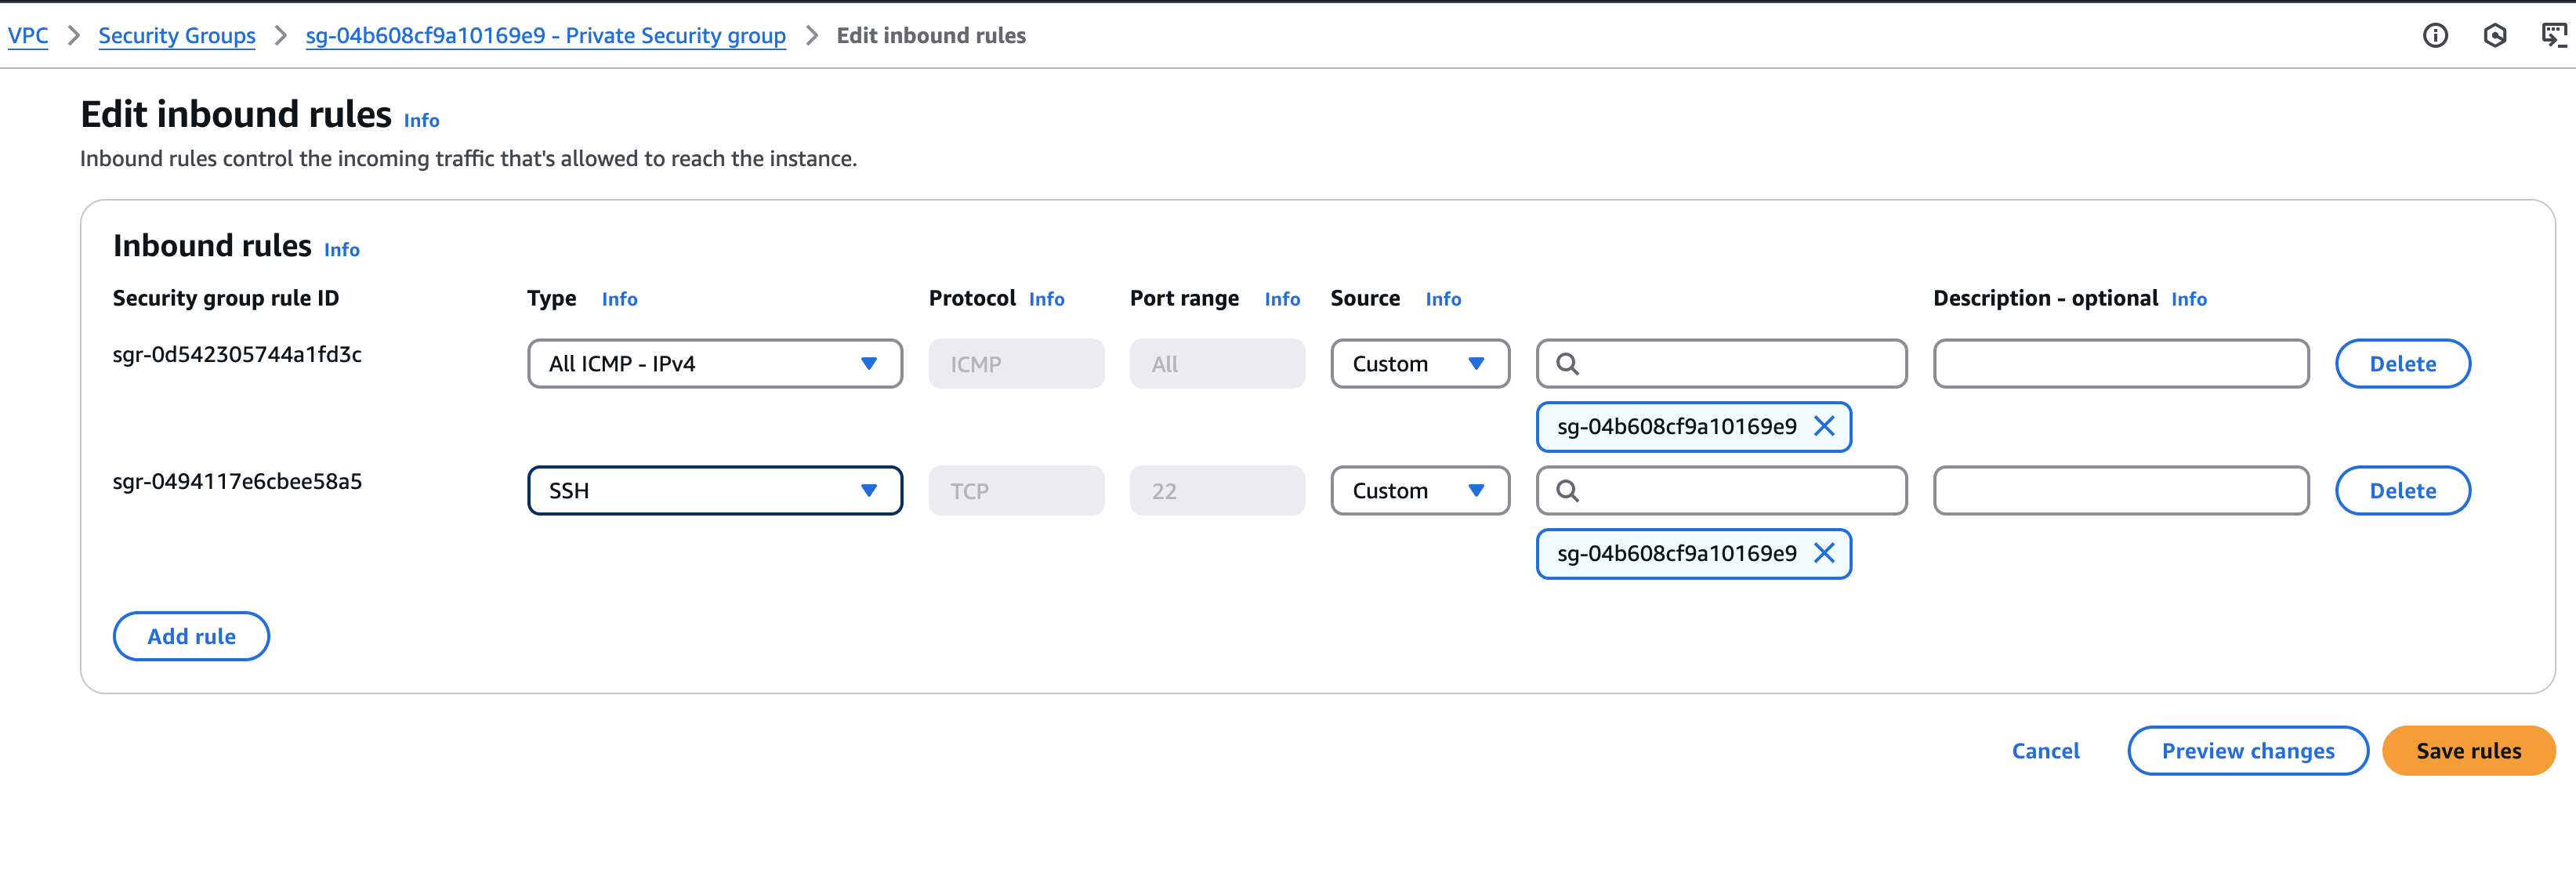 VPC > Security Groups > sg-04b608cf9a10169e9 - Private Security group > Edit inbound rules
Edit inbound rules Info
Inbound rules control the incoming traffic that's allowed to reach the instance.
Inbound rules Info
Security group rule ID Type Info Protocol Info Port range Info Source Info Description - optional Info
sgr-0d542305744a1fd3c All ICMP - IPv4 ICMP All Custom Delete
sg-04b608cf9a10169e9
sgr-0494117e6cbee58a5 SSH TCP 22 Custom Delete
sg-04b608cf9a10169e9
Add rule
Cancel Preview changes Save rules